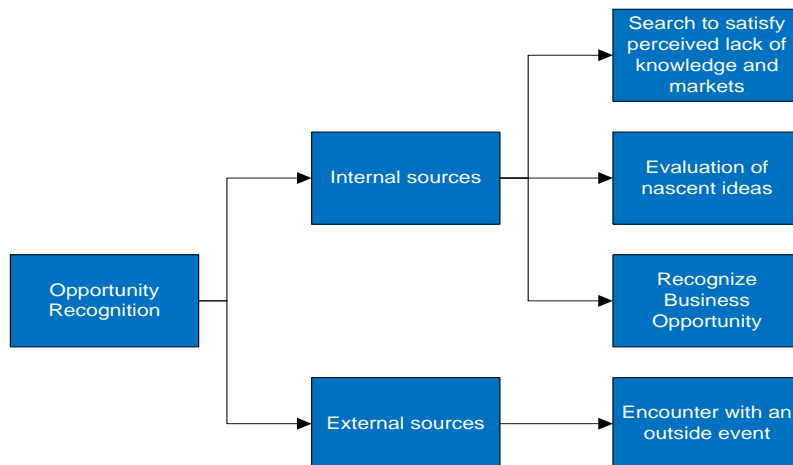 Search to satisfy
perceived lack of
knowledge and
markets
Internal sources
Evaluation of
nascent ideas
Opportunity
Recognition
Recognize
Business
Opportunity
External sources
Encounter with an
outside event